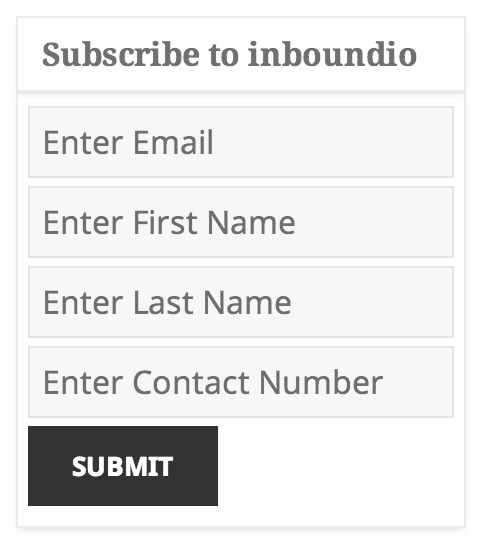 Subscribe to inboundio
Enter Email
Enter First Name
Enter Last Name
Enter Contact Number
SUBMIT